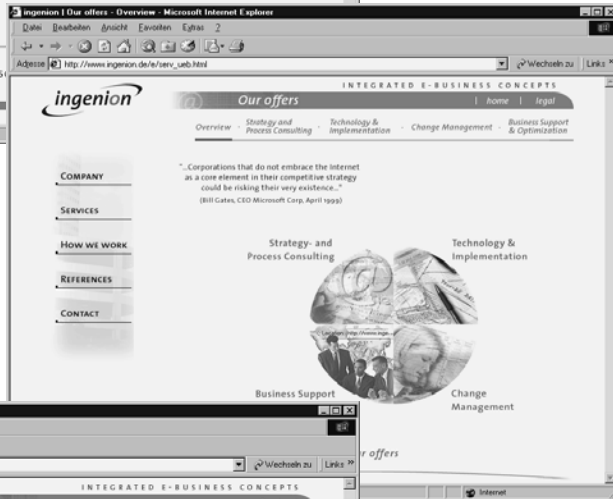 ingenion | Our offers - Overview - Microsoft Internet Explorer
Datei Bearbeiten Ansicht Favoriten Extras ?
Adresse http://www.ingenion.de/e/serv_ueb.html Wechseln zu Links »
INTEGRATED E-BUSINESS CONCEPTS
ingenion
Our offers | home | legal
Overview · Strategy and Process Consulting · Technology & Implementation · Change Management · Business Support & Optimization
"...Corporations that do not embrace the Internet
as a core element in their competitive strategy
could be risking their very existence..."
(Bill Gates, CEO Microsoft Corp, April 1999)
COMPANY
SERVICES
HOW WE WORK
REFERENCES
CONTACT
Strategy- and
Process Consulting
Technology &
Implementation
Business Support
Change
Management
offers
Internet
Wechseln zu Links »
INTEGRATED E-BUSINESS CONCEPTS